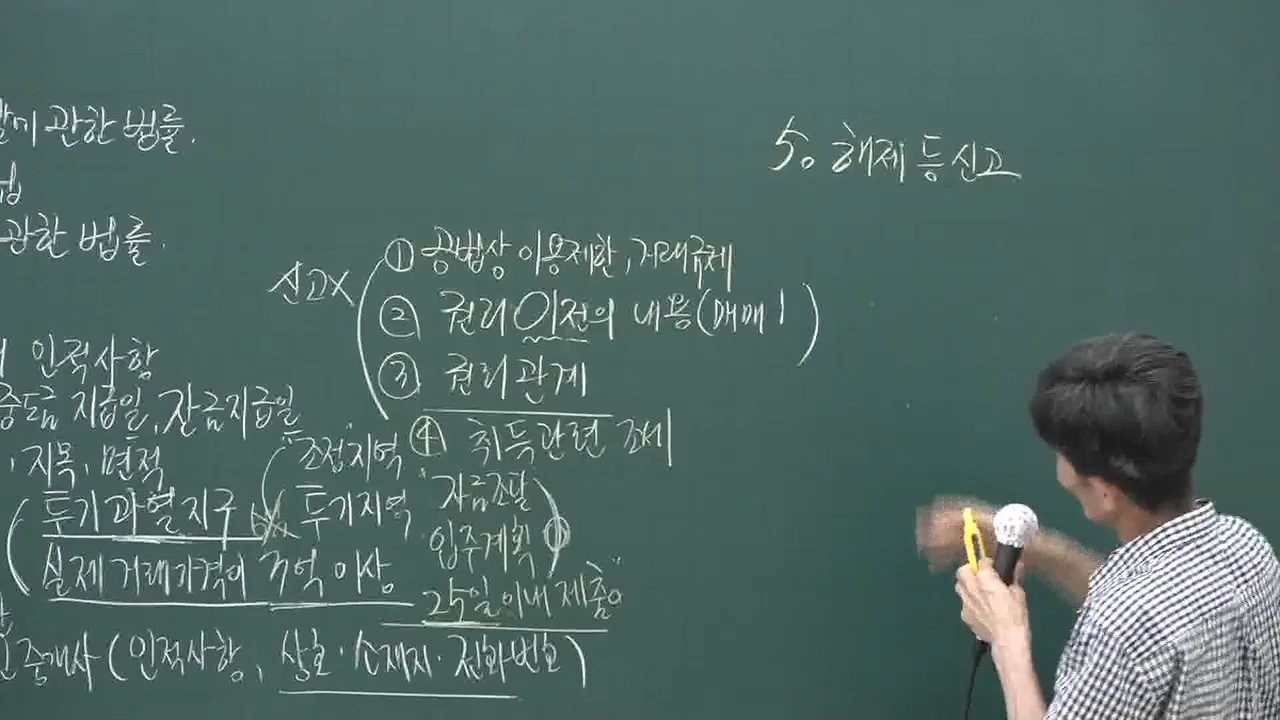 관한 법률.
관한 법률.
인적사항
중도금 지급일, 잔금지급일
, 지목, 면적
(투기과열지구
실제거래가격이 3억 이상
중개사 (인적사항, 상호·소재지·전화번호)
신고X
① 공법상 이용제한, 거래규제
② 권리이전의 내용(매매)
③ 권리관계
④ 취득관련 조세
"조정지역
투기지역
"자금조달
입주계획
25일이내 제출"
5. 해제 등 신고